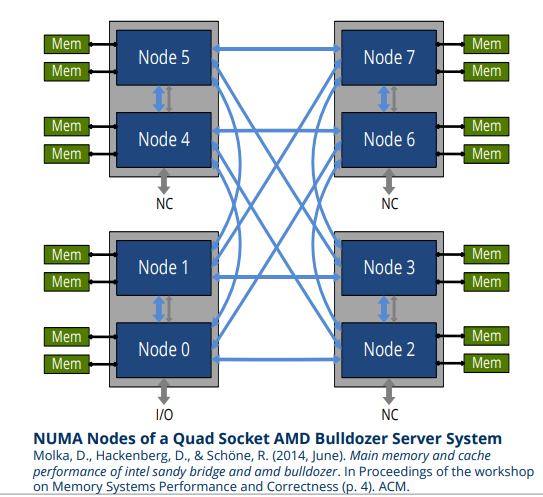 Mem Node 5 Node 7 Mem
Mem Mem
Mem Node 4 Node 6 Mem
Mem Mem
NC NC
Mem Node 1 Node 3 Mem
Mem Mem
Mem Node 0 Node 2 Mem
Mem Mem
I/O NC
NUMA Nodes of a Quad Socket AMD Bulldozer Server System
Molka, D., Hackenberg, D., & Schöne, R. (2014, June). Main memory and cache
performance of intel sandy bridge and amd bulldozer. In Proceedings of the workshop
on Memory Systems Performance and Correctness (p. 4). ACM.